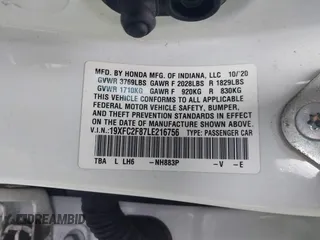 MFD. BY HONDA MFG. OF INDIANA, LLC 10/20
GVWR 3769LBS GAWR F 2028LBS R 1829LBS
GVWR 1710KG GAWR F 920KG R 830KG
THIS VEHICLE CONFORMS TO ALL APPLICABLE
FEDERAL MOTOR VEHICLE SAFETY, BUMPER,
AND THEFT PREVENTION STANDARDS IN EFFECT
ON THE DATE OF MANUFACTURE SHOWN ABOVE.
V.I.N.: 19XFC2F87LE216756 TYPE: PASSENGER CAR
TBA L LH6 -NH883P -V -E
EPICVIN